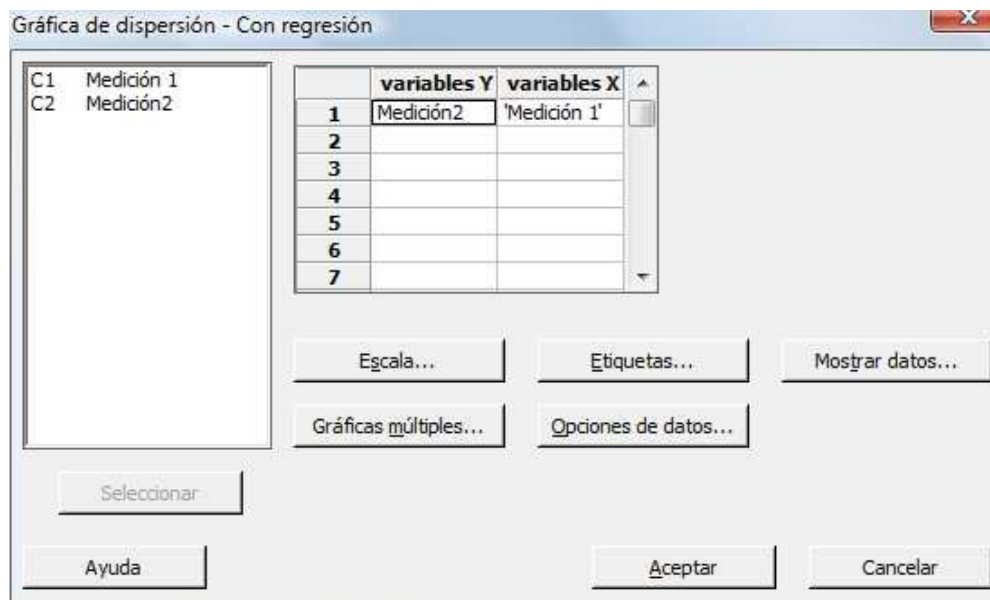 Gráfica de dispersión - Con regresión
C1 Medición 1
C2 Medición2
variables Y variables X
1 Medición2 'Medición 1'
2
3
4
5
6
7
Escala... Etiquetas... Mostrar datos...
Gráficas múltiples... Opciones de datos...
Seleccionar
Ayuda Aceptar Cancelar